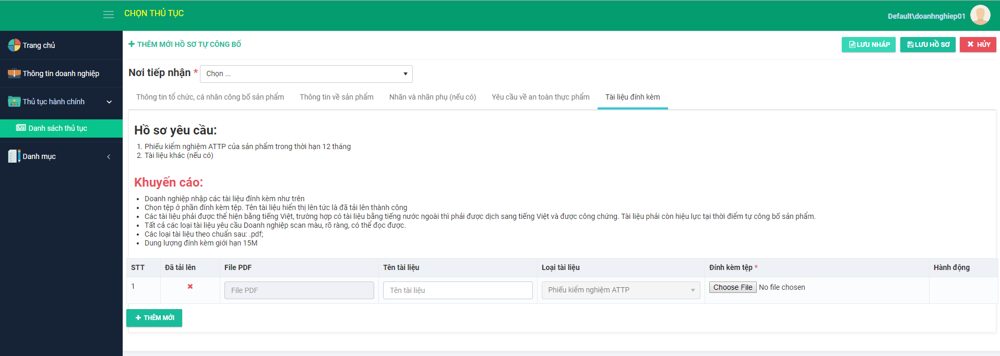 CHỌN THỦ TỤC
Default\doanhnghiep01
Trang chủ
Thông tin doanh nghiệp
Thủ tục hành chính
Danh sách thủ tục
Danh mục
THÊM MỚI HỒ SƠ TỰ CÔNG BỐ
LƯU NHÁP
LƯU HỒ SƠ
HỦY
Nơi tiếp nhận * Chọn ...
Thông tin tổ chức, cá nhân công bố sản phẩm
Thông tin về sản phẩm
Nhãn và nhãn phụ (nếu có)
Yêu cầu về an toàn thực phẩm
Tài liệu đính kèm
Hồ sơ yêu cầu:
1. Phiếu kiểm nghiệm ATTP của sản phẩm trong thời hạn 12 tháng
2. Tài liệu khác (nếu có)
Khuyến cáo:
• Doanh nghiệp nhập các tài liệu đính kèm như trên
• Chọn tệp ở phần đính kèm tệp. Tên tài liệu hiển thị lên tức là đã tải lên thành công
• Các tài liệu phải được thể hiện bằng tiếng Việt, trường hợp có tài liệu bằng tiếng nước ngoài thì phải được dịch sang tiếng Việt và được công chứng. Tài liệu phải còn hiệu lực tại thời điểm tự công bố sản phẩm.
• Tất cả các loại tài liệu yêu cầu Doanh nghiệp scan màu, rõ ràng, có thể đọc được.
• Các loại tài liệu theo chuẩn sau: .pdf;
• Dung lượng đính kèm giới hạn 15M
STT Đã tải lên File PDF Tên tài liệu Loại tài liệu Đính kèm tệp * Hành động
1 File PDF Tên tài liệu Phiếu kiểm nghiệm ATTP Choose File No file chosen
THÊM MỚI